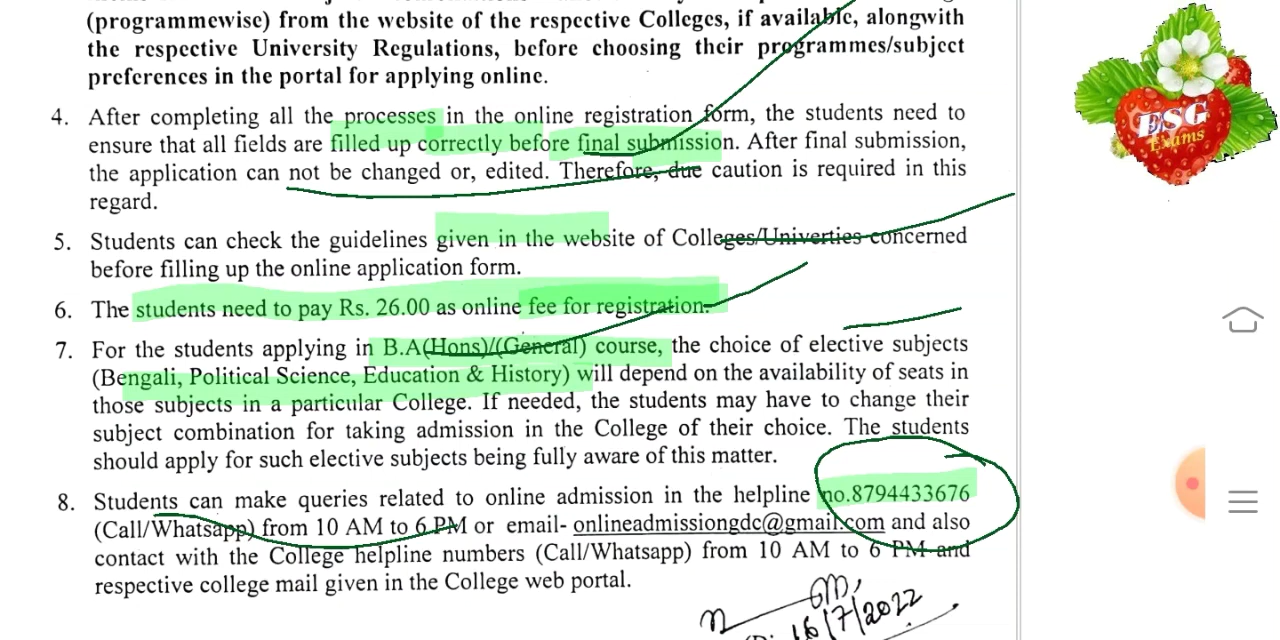 (programmewise) from the website of the respective Colleges, if available, alongwith
the respective University Regulations, before choosing their programmes/subject
preferences in the portal for applying online.
4. After completing all the processes in the online registration form, the students need to
ensure that all fields are filled up correctly before final submission. After final submission,
the application can not be changed or, edited. Therefore, due caution is required in this
regard.
5. Students can check the guidelines given in the website of Colleges/Univerties concerned
before filling up the online application form.
6. The students need to pay Rs. 26.00 as online fee for registration.
7. For the students applying in B.A(Hons)/(General) course, the choice of elective subjects
(Bengali, Political Science, Education & History) will depend on the availability of seats in
those subjects in a particular College. If needed, the students may have to change their
subject combination for taking admission in the College of their choice. The students
should apply for such elective subjects being fully aware of this matter.
8. Students can make queries related to online admission in the helpline no.8794433676
(Call/Whatsapp) from 10 AM to 6 PM or email- onlineadmissiongdc@gmail.com and also
contact with the College helpline numbers (Call/Whatsapp) from 10 AM to 6 PM and
respective college mail given in the College web portal.
16/7/2022
ESG
Exams